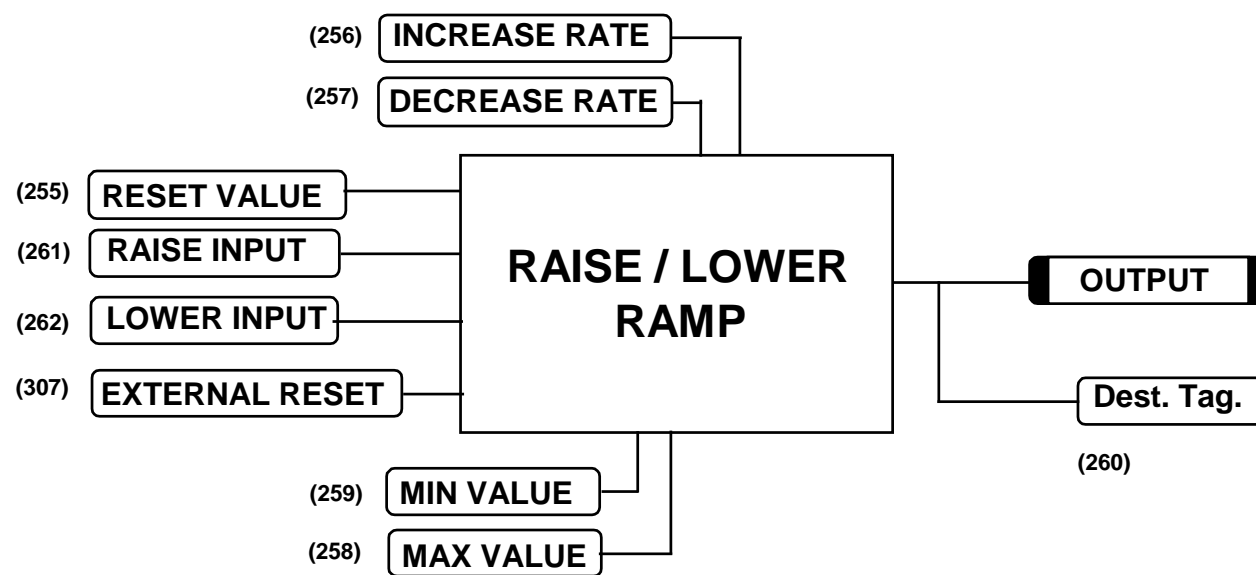 (256) INCREASE RATE
(257) DECREASE RATE
(255) RESET VALUE
(261) RAISE INPUT
(262) LOWER INPUT
(307) EXTERNAL RESET
RAISE / LOWER
RAMP
OUTPUT
Dest. Tag.
(260)
(259) MIN VALUE
(258) MAX VALUE